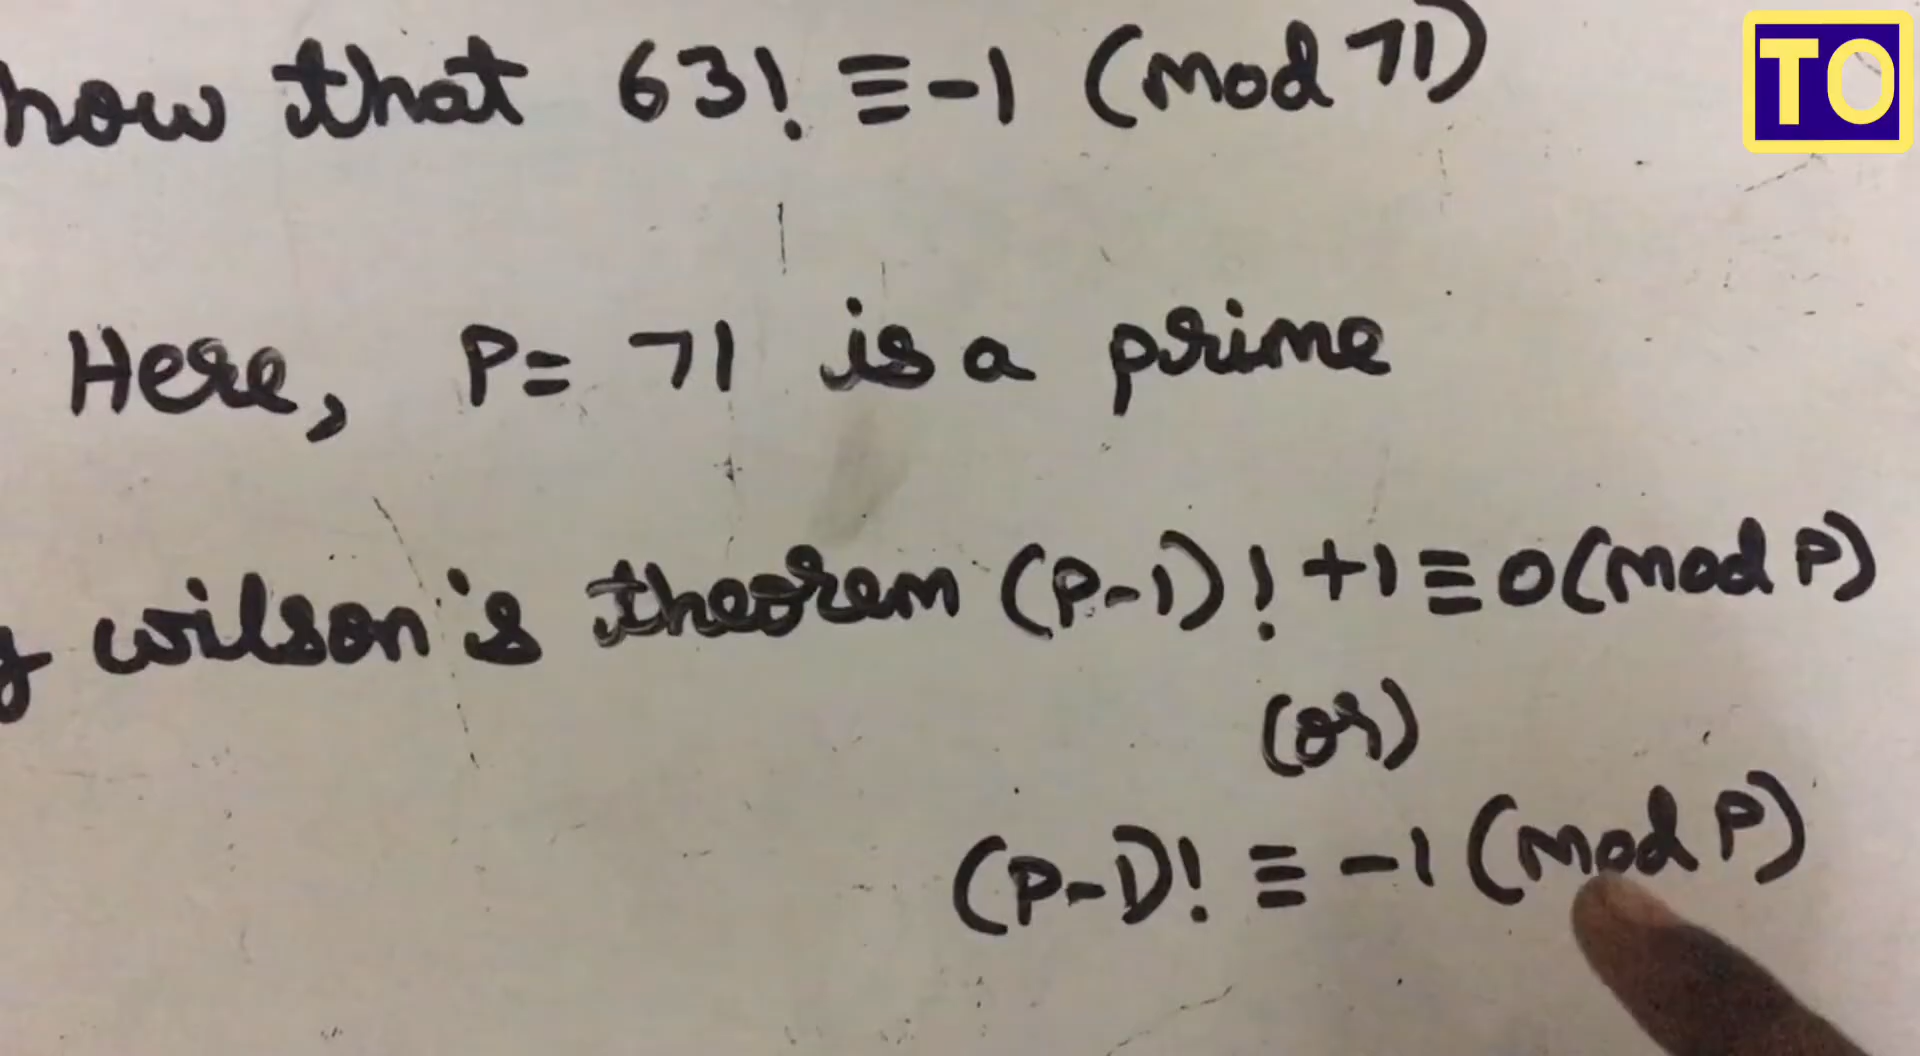 how that 63! ≡ -1 (mod 71)
TO
Here, P = 71 is a prime
y wilson's theorem (P-1)! +1 ≡ 0 (mod P)
(or)
(P-1)! ≡ -1 (mod P)